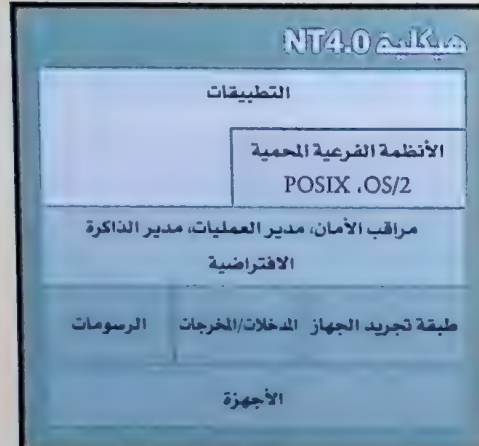 هيكلية NT4.0
التطبيقات
الأنظمة الفرعية المحمية
POSIX ،OS/2
مراقب الأمان، مدير العمليات، مدير الذاكرة
الافتراضية
طبقة تجريد الجهاز المدخلات/المخرجات الرسومات
الأجهزة